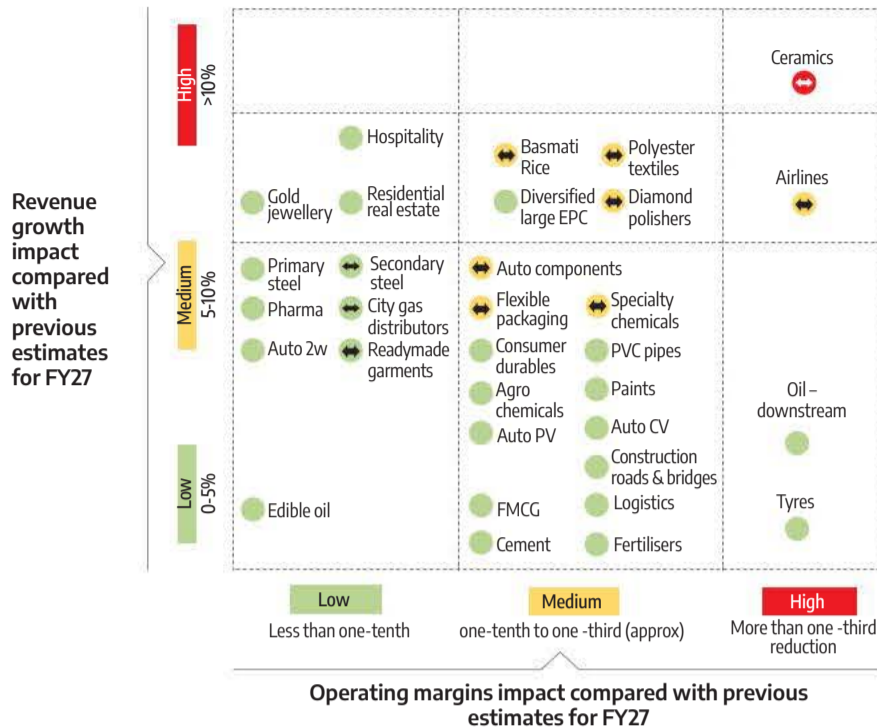 Revenue
growth
impact
compared
with
previous
estimates
for FY27
High
>10%
Medium
5-10%
Low
0-5%
Ceramics
Hospitality
Gold
jewellery
Residential
real estate
Basmati
Rice
Polyester
textiles
Diversified
large EPC
Diamond
polishers
Airlines
Primary
steel
Secondary
steel
Pharma
City gas
distributors
Auto 2w
Readymade
garments
Edible oil
Auto components
Flexible
packaging
Specialty
chemicals
Consumer
durables
PVC pipes
Agro
chemicals
Paints
Auto PV
Auto CV
Construction
roads & bridges
FMCG
Logistics
Cement
Fertilisers
Oil –
downstream
Tyres
Low
Less than one-tenth
Medium
one-tenth to one -third (approx)
High
More than one -third
reduction
Operating margins impact compared with previous
estimates for FY27